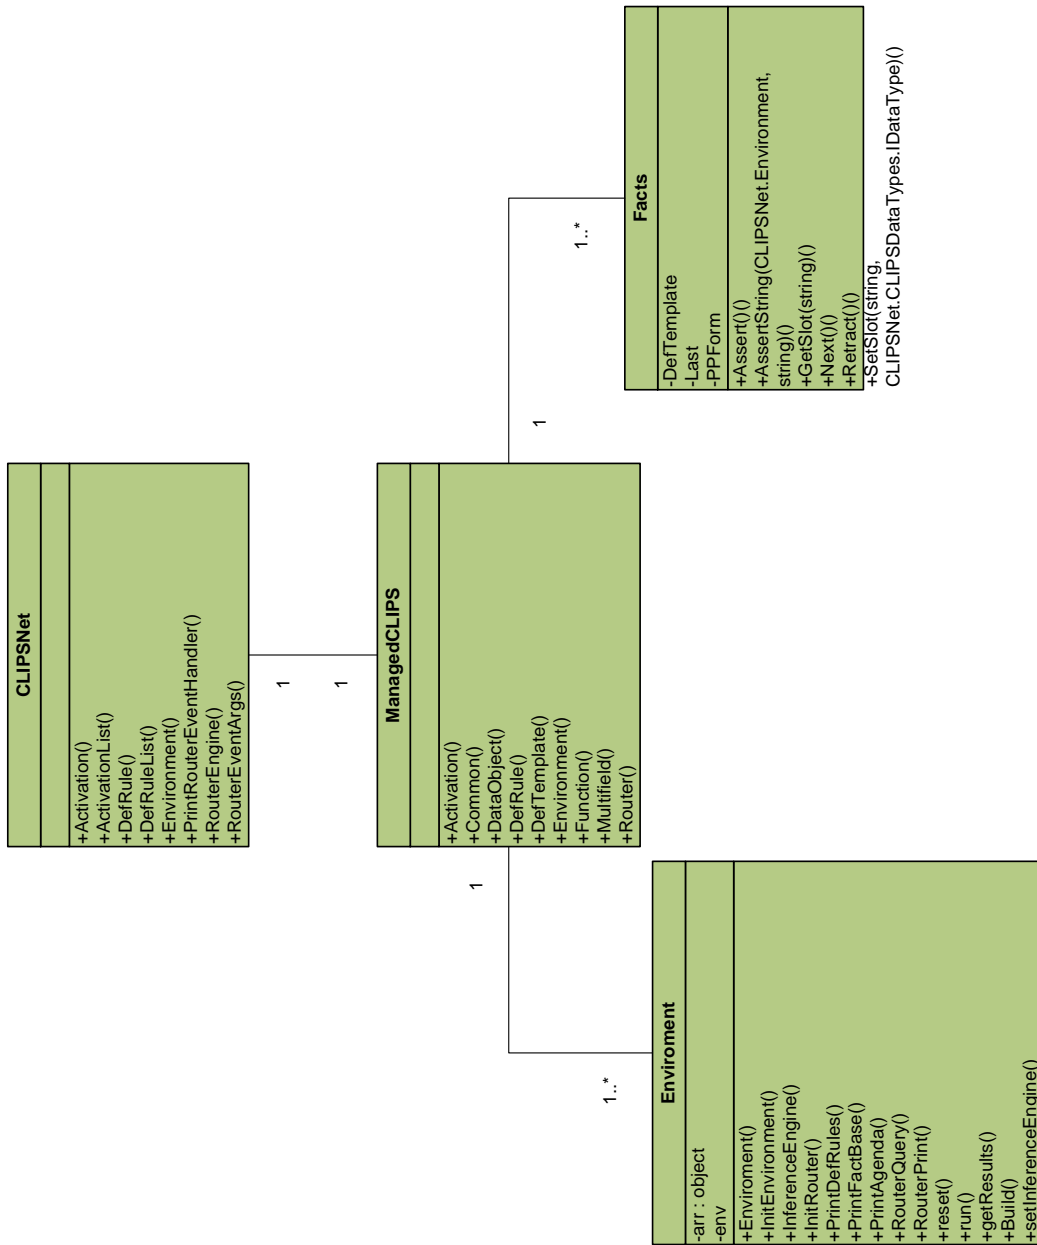 CLIPSNet
+Activation()
+ActivationList()
+DefRule()
+DefRuleList()
+Environment()
+PrintRouterEventHandler()
+RouterEngine()
+RouterEventArgs()
1
1
ManagedCLIPS
+Activation()
+Common()
+DataObject()
+DefRule()
+DefTemplate()
+Environment()
+Function()
+Multifield()
+Router()
1
1..*
1
1..*
Enviroment
-arr : object
-env
+Enviroment()
+InitEnvironment()
+InferenceEngine()
+InitRouter()
+PrintDefRules()
+PrintFactBase()
+PrintAgenda()
+RouterQuery()
+RouterPrint()
+reset()
+run()
+getResults()
+Build()
+setInferenceEngine()
Facts
-DefTemplate
-Last
-PPForm
+Assert()()
+AssertString(CLIPSNet.Environment,
string)()
+GetSlot(string)()
+Next()()
+Retract()()
+SetSlot(string,
CLIPSNet.CLIPSDataTypes.IDataType)()